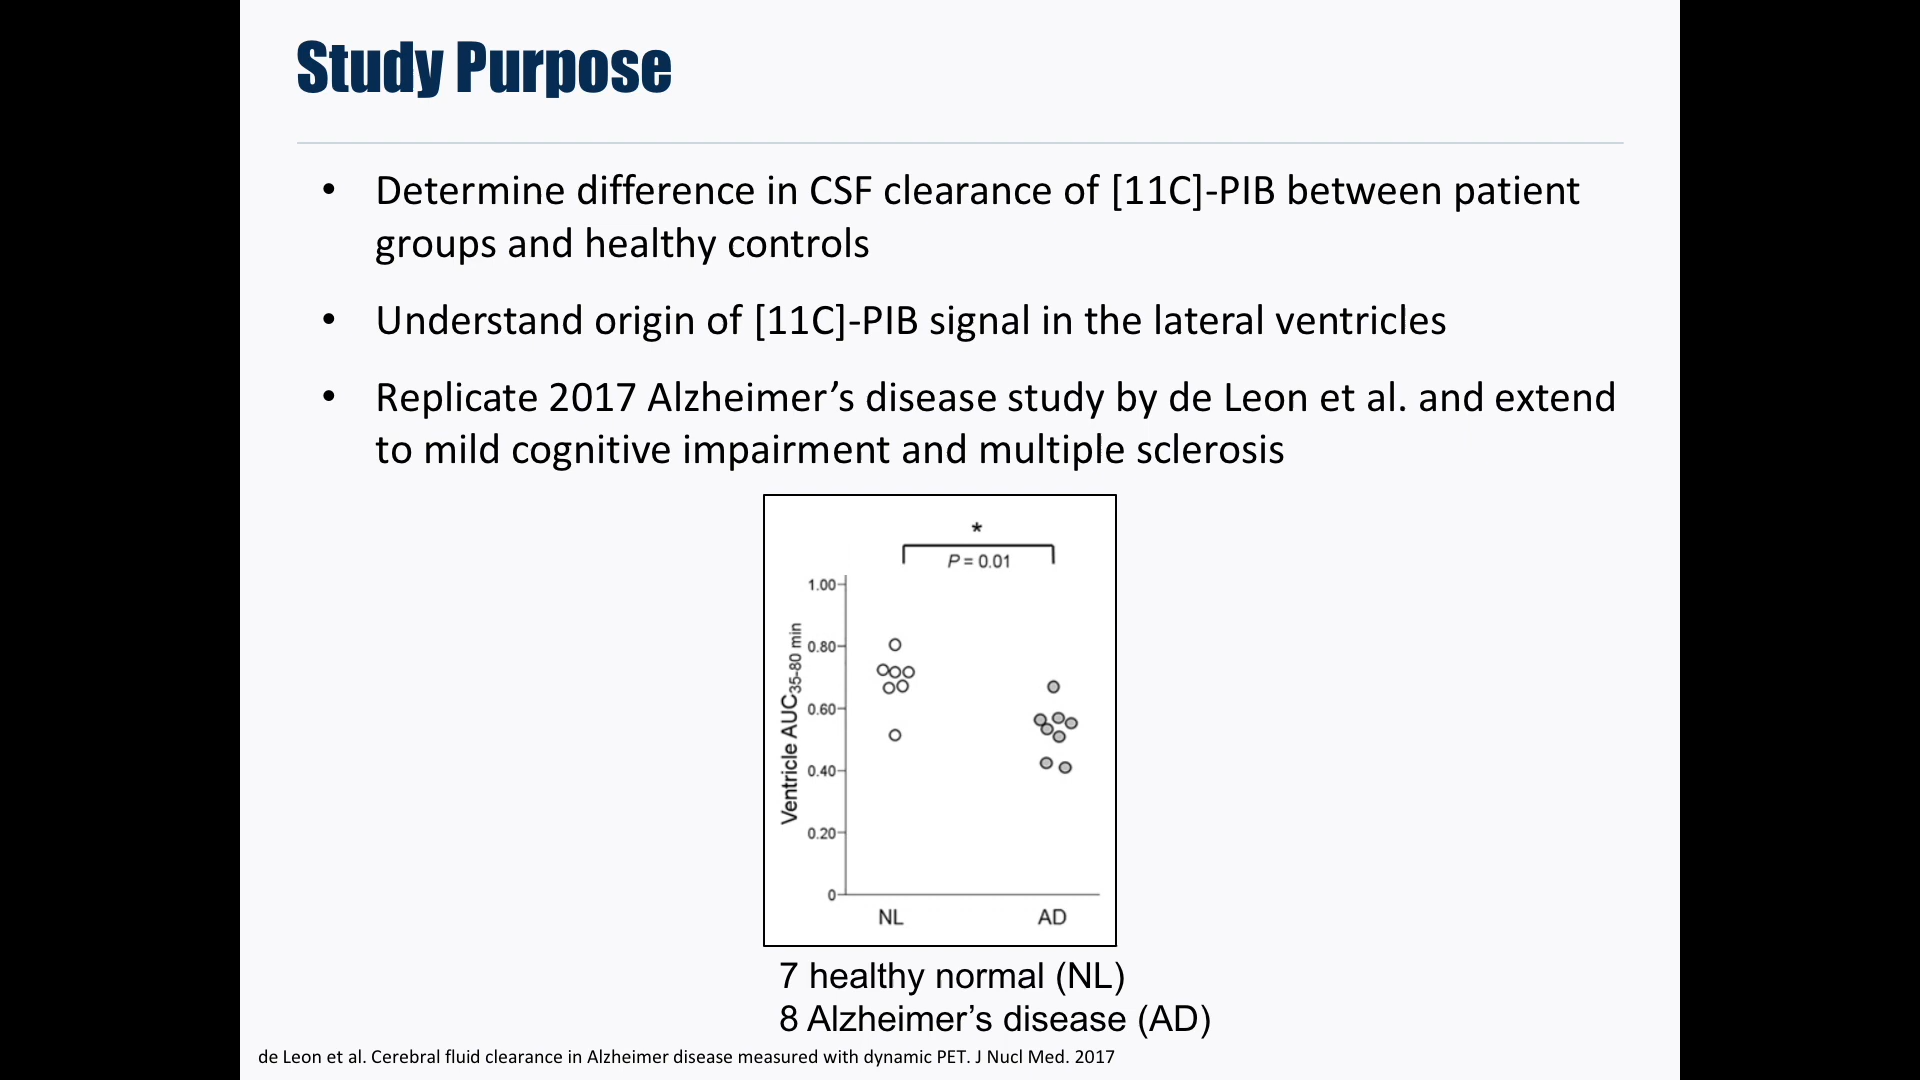 Study Purpose
• Determine difference in CSF clearance of [11C]-PIB between patient
groups and healthy controls
• Understand origin of [11C]-PIB signal in the lateral ventricles
• Replicate 2017 Alzheimer’s disease study by de Leon et al. and extend
to mild cognitive impairment and multiple sclerosis
*
P = 0.01
Ventricle AUC35-80 min
1.00
0.80
0.60
0.40
0.20
0
NL AD
7 healthy normal (NL)
8 Alzheimer’s disease (AD)
de Leon et al. Cerebral fluid clearance in Alzheimer disease measured with dynamic PET. J Nucl Med. 2017